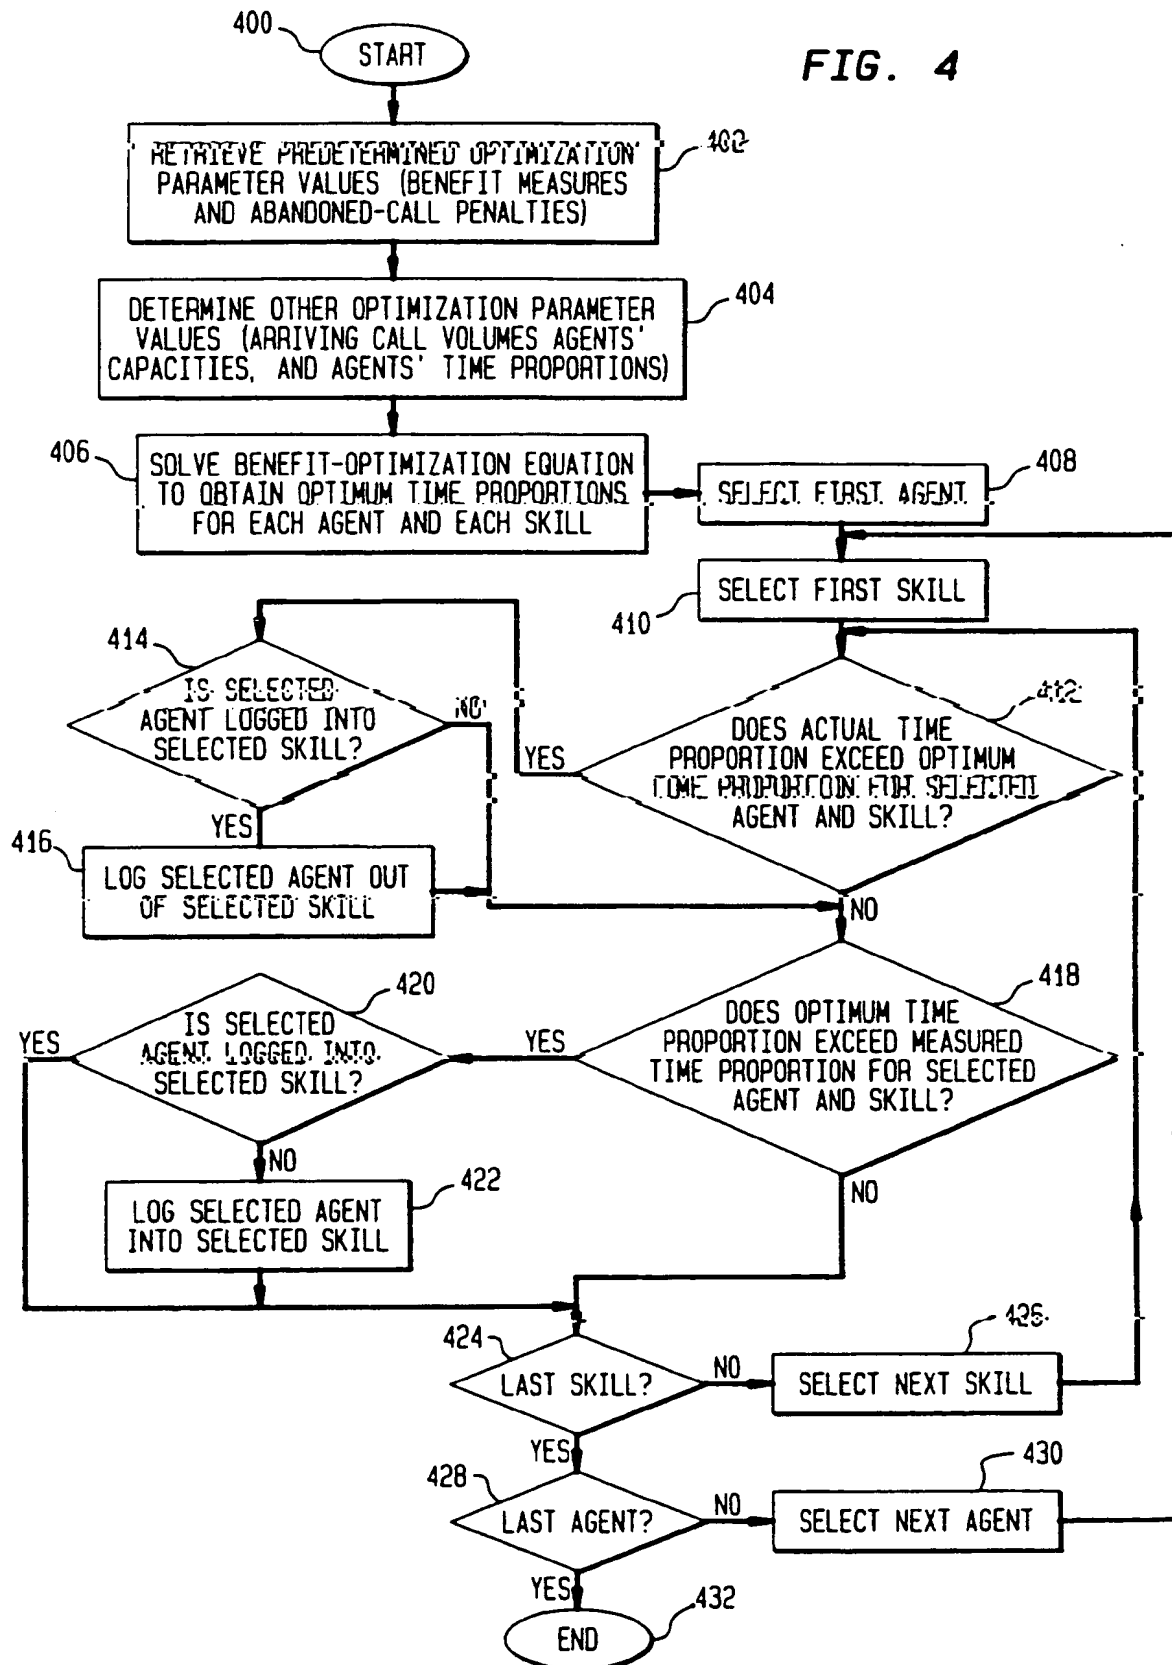 400
START
FIG. 4
RETRIEVE PREDETERMINED OPTIMIZATION
PARAMETER VALUES (BENEFIT MEASURES
AND ABANDONED-CALL PENALTIES)
402
DETERMINE OTHER OPTIMIZATION PARAMETER
VALUES (ARRIVING CALL VOLUMES AGENTS'
CAPACITIES, AND AGENTS' TIME PROPORTIONS)
404
406
SOLVE BENEFIT-OPTIMIZATION EQUATION
TO OBTAIN OPTIMUM TIME PROPORTIONS
FOR EACH AGENT AND EACH SKILL
408
SELECT FIRST AGENT
SELECT FIRST SKILL
410
414
IS SELECTED
AGENT LOGGED INTO
SELECTED SKILL?
NO
YES
412
DOES ACTUAL TIME
PROPORTION EXCEED OPTIMUM
TIME PROPORTION FOR SELECTED
AGENT AND SKILL?
YES
NO
416
LOG SELECTED AGENT OUT
OF SELECTED SKILL
418
DOES OPTIMUM TIME
PROPORTION EXCEED MEASURED
TIME PROPORTION FOR SELECTED
AGENT AND SKILL?
YES
NO
420
IS SELECTED
AGENT LOGGED INTO
SELECTED SKILL?
YES
NO
422
LOG SELECTED AGENT
INTO SELECTED SKILL
424
LAST SKILL?
NO
YES
426
SELECT NEXT SKILL
428
LAST AGENT?
NO
YES
430
SELECT NEXT AGENT
432
END